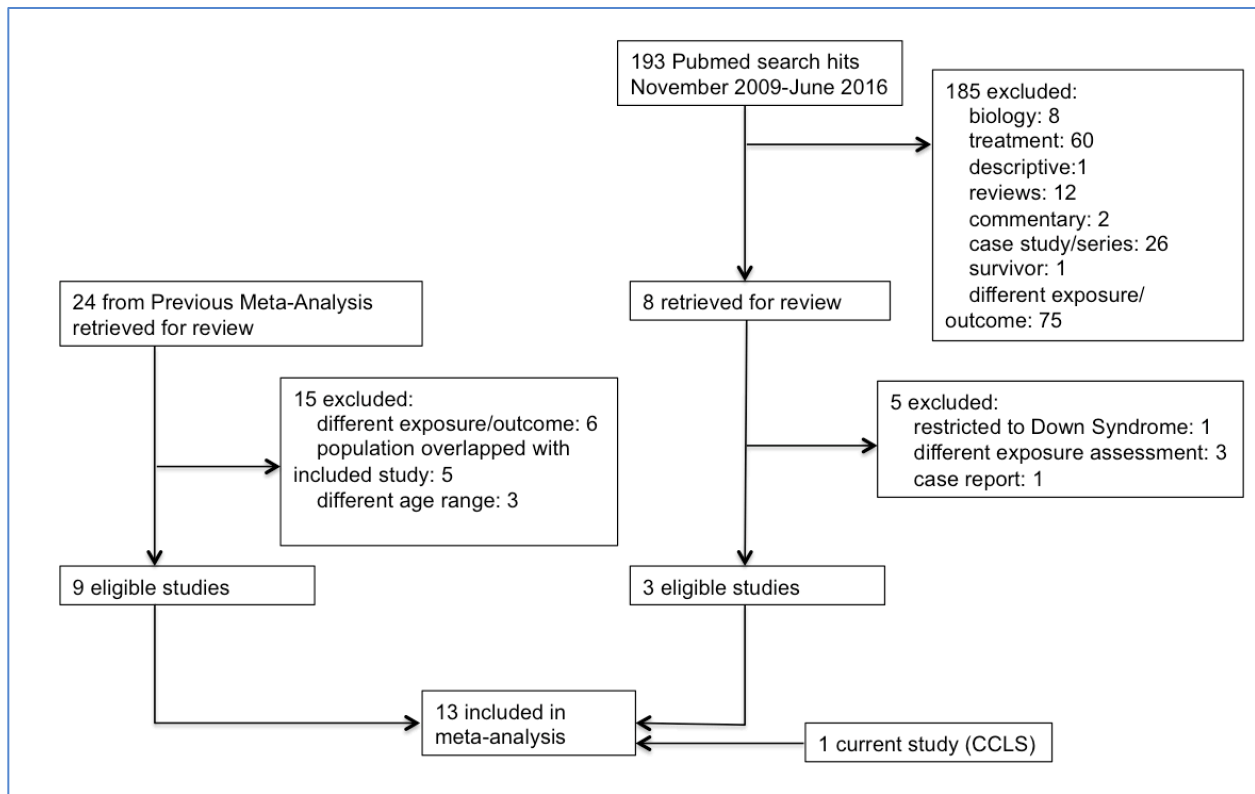 193 Pubmed search hits
November 2009-June 2016
185 excluded:
biology: 8
treatment: 60
descriptive:1
reviews: 12
commentary: 2
case study/series: 26
survivor: 1
different exposure/
outcome: 75
24 from Previous Meta-Analysis
retrieved for review
8 retrieved for review
15 excluded:
different exposure/outcome: 6
population overlapped with
included study: 5
different age range: 3
5 excluded:
restricted to Down Syndrome: 1
different exposure assessment: 3
case report: 1
9 eligible studies
3 eligible studies
13 included in
meta-analysis
1 current study (CCLS)